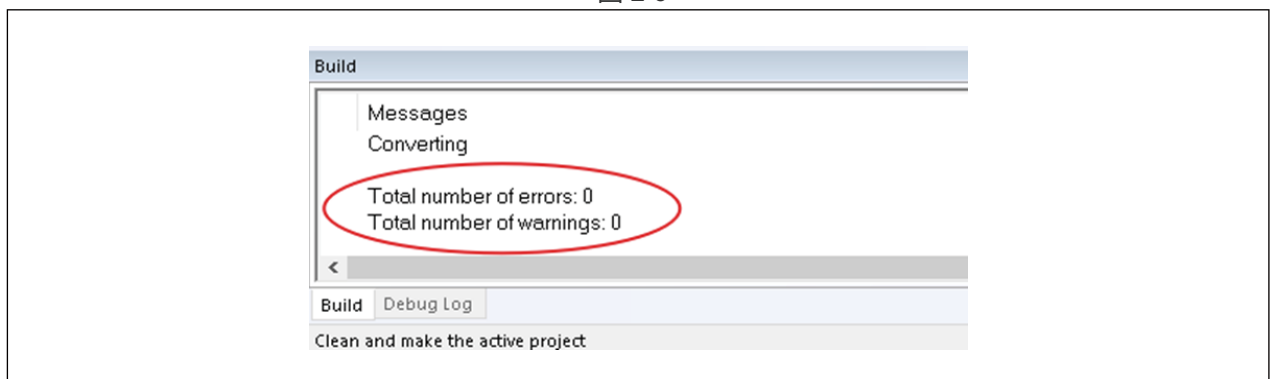 Build
Messages
Converting
Total number of errors: 0
Total number of warnings: 0
<
Build Debug Log
Clean and make the active project